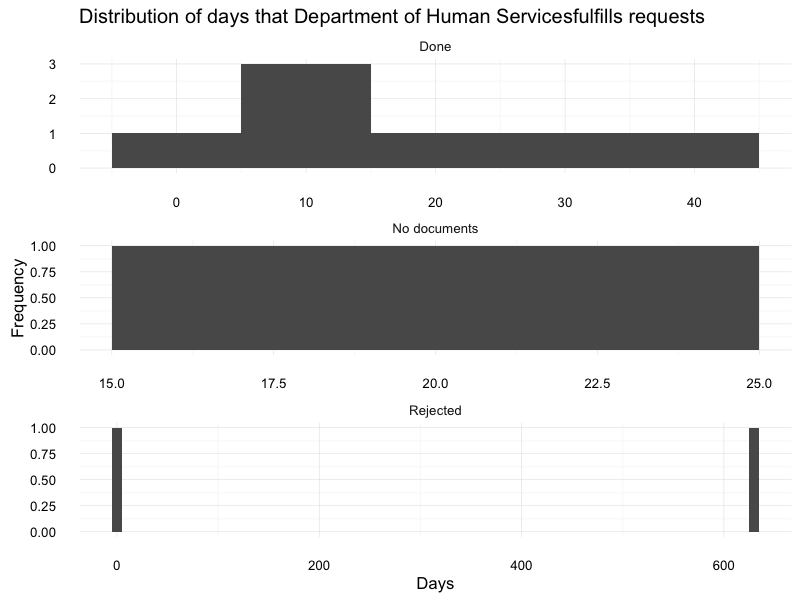 Distribution of days that Department of Human Servicesfulfills requests
Done
3
2
1
0
0 10 20 30 40
No documents
1.00
0.75
0.50
0.25
0.00
15.0 17.5 20.0 22.5 25.0
Frequency
Rejected
1.00
0.75
0.50
0.25
0.00
0 200 400 600
Days